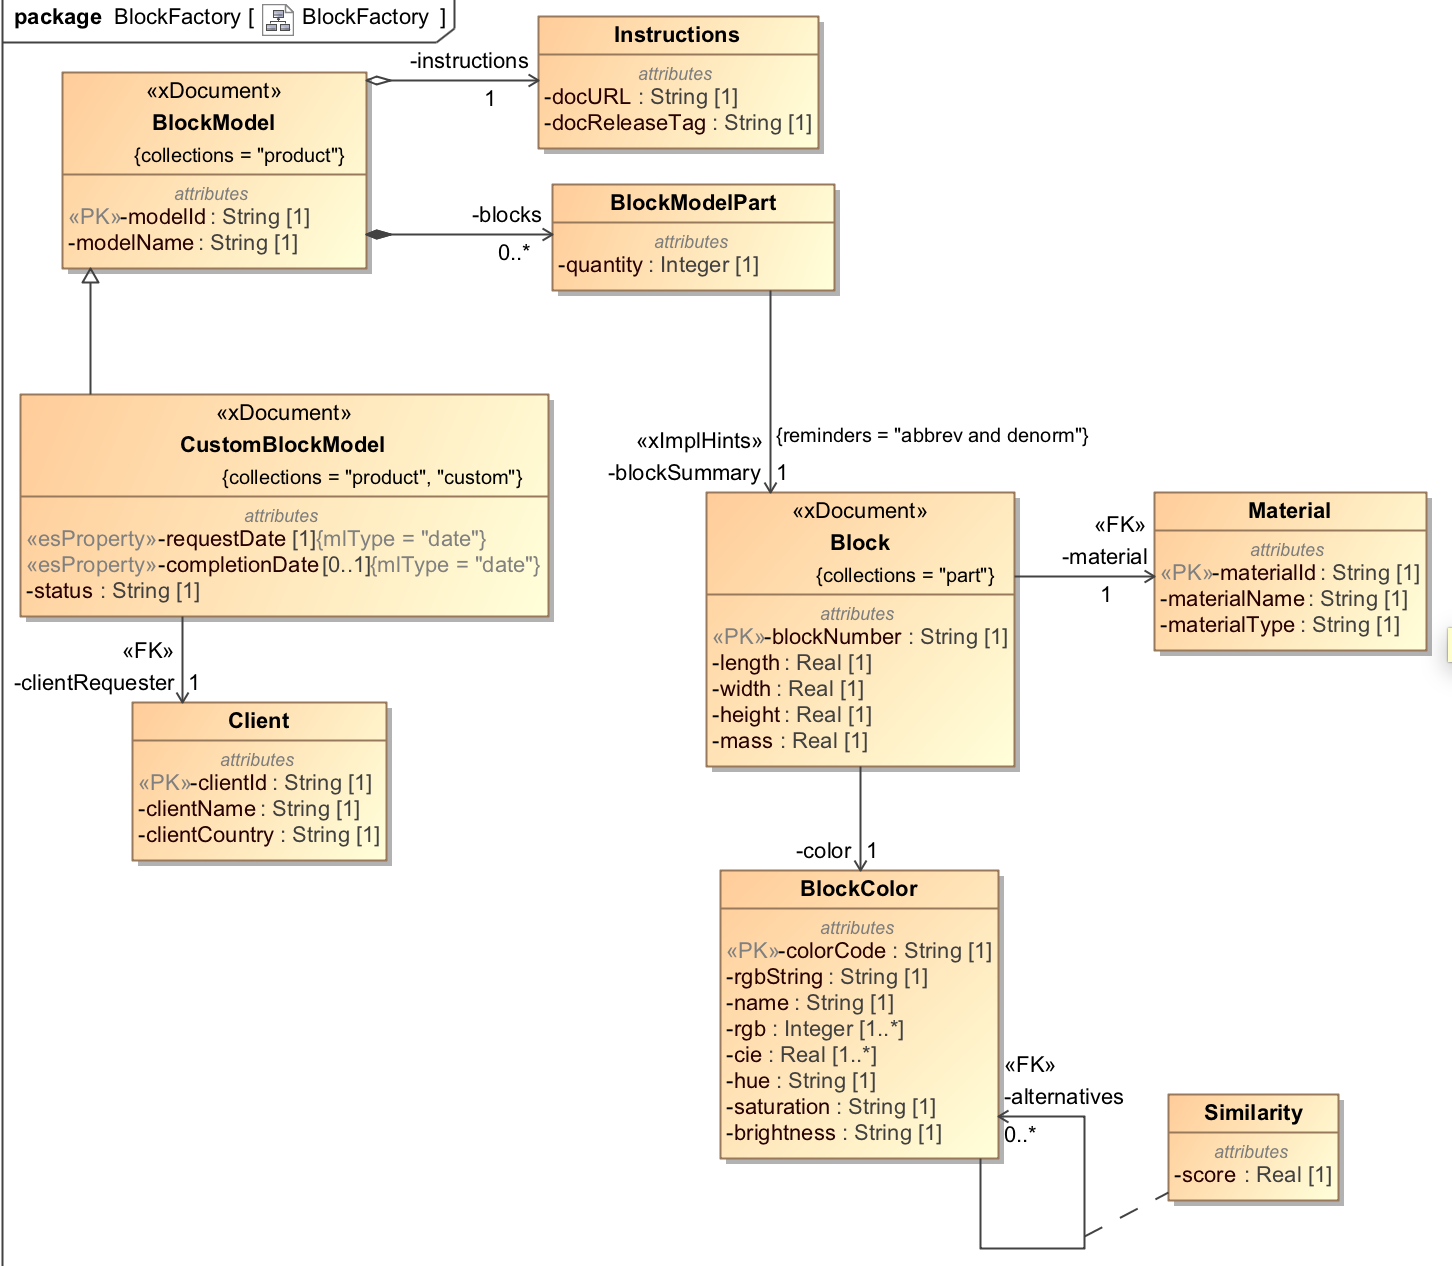 package BlockFactory [ BlockFactory ]
«xDocument»
BlockModel
{collections = "product"}
attributes
«PK»-modelId : String [1]
-modelName : String [1]
-instructions
1
Instructions
attributes
-docURL : String [1]
-docReleaseTag : String [1]
-blocks
0..*
BlockModelPart
attributes
-quantity : Integer [1]
«xDocument»
CustomBlockModel
{collections = "product", "custom"}
attributes
«esProperty»-requestDate [1]{mlType = "date"}
«esProperty»-completionDate[0..1]{mlType = "date"}
-status : String [1]
«FK»
-clientRequester 1
Client
attributes
«PK»-clientId : String [1]
-clientName : String [1]
-clientCountry : String [1]
«xImplHints» {reminders = "abbrev and denorm"}
-blockSummary 1
«xDocument»
Block
{collections = "part"}
attributes
«PK»-blockNumber : String [1]
-length : Real [1]
-width : Real [1]
-height : Real [1]
-mass : Real [1]
«FK»
-material
1
Material
attributes
«PK»-materialId : String [1]
-materialName : String [1]
-materialType : String [1]
-color 1
BlockColor
attributes
«PK»-colorCode : String [1]
-rgbString : String [1]
-name : String [1]
-rgb : Integer [1..*]
-cie : Real [1..*]
-hue : String [1]
-saturation : String [1]
-brightness : String [1]
«FK»
-alternatives
0..*
Similarity
attributes
-score : Real [1]